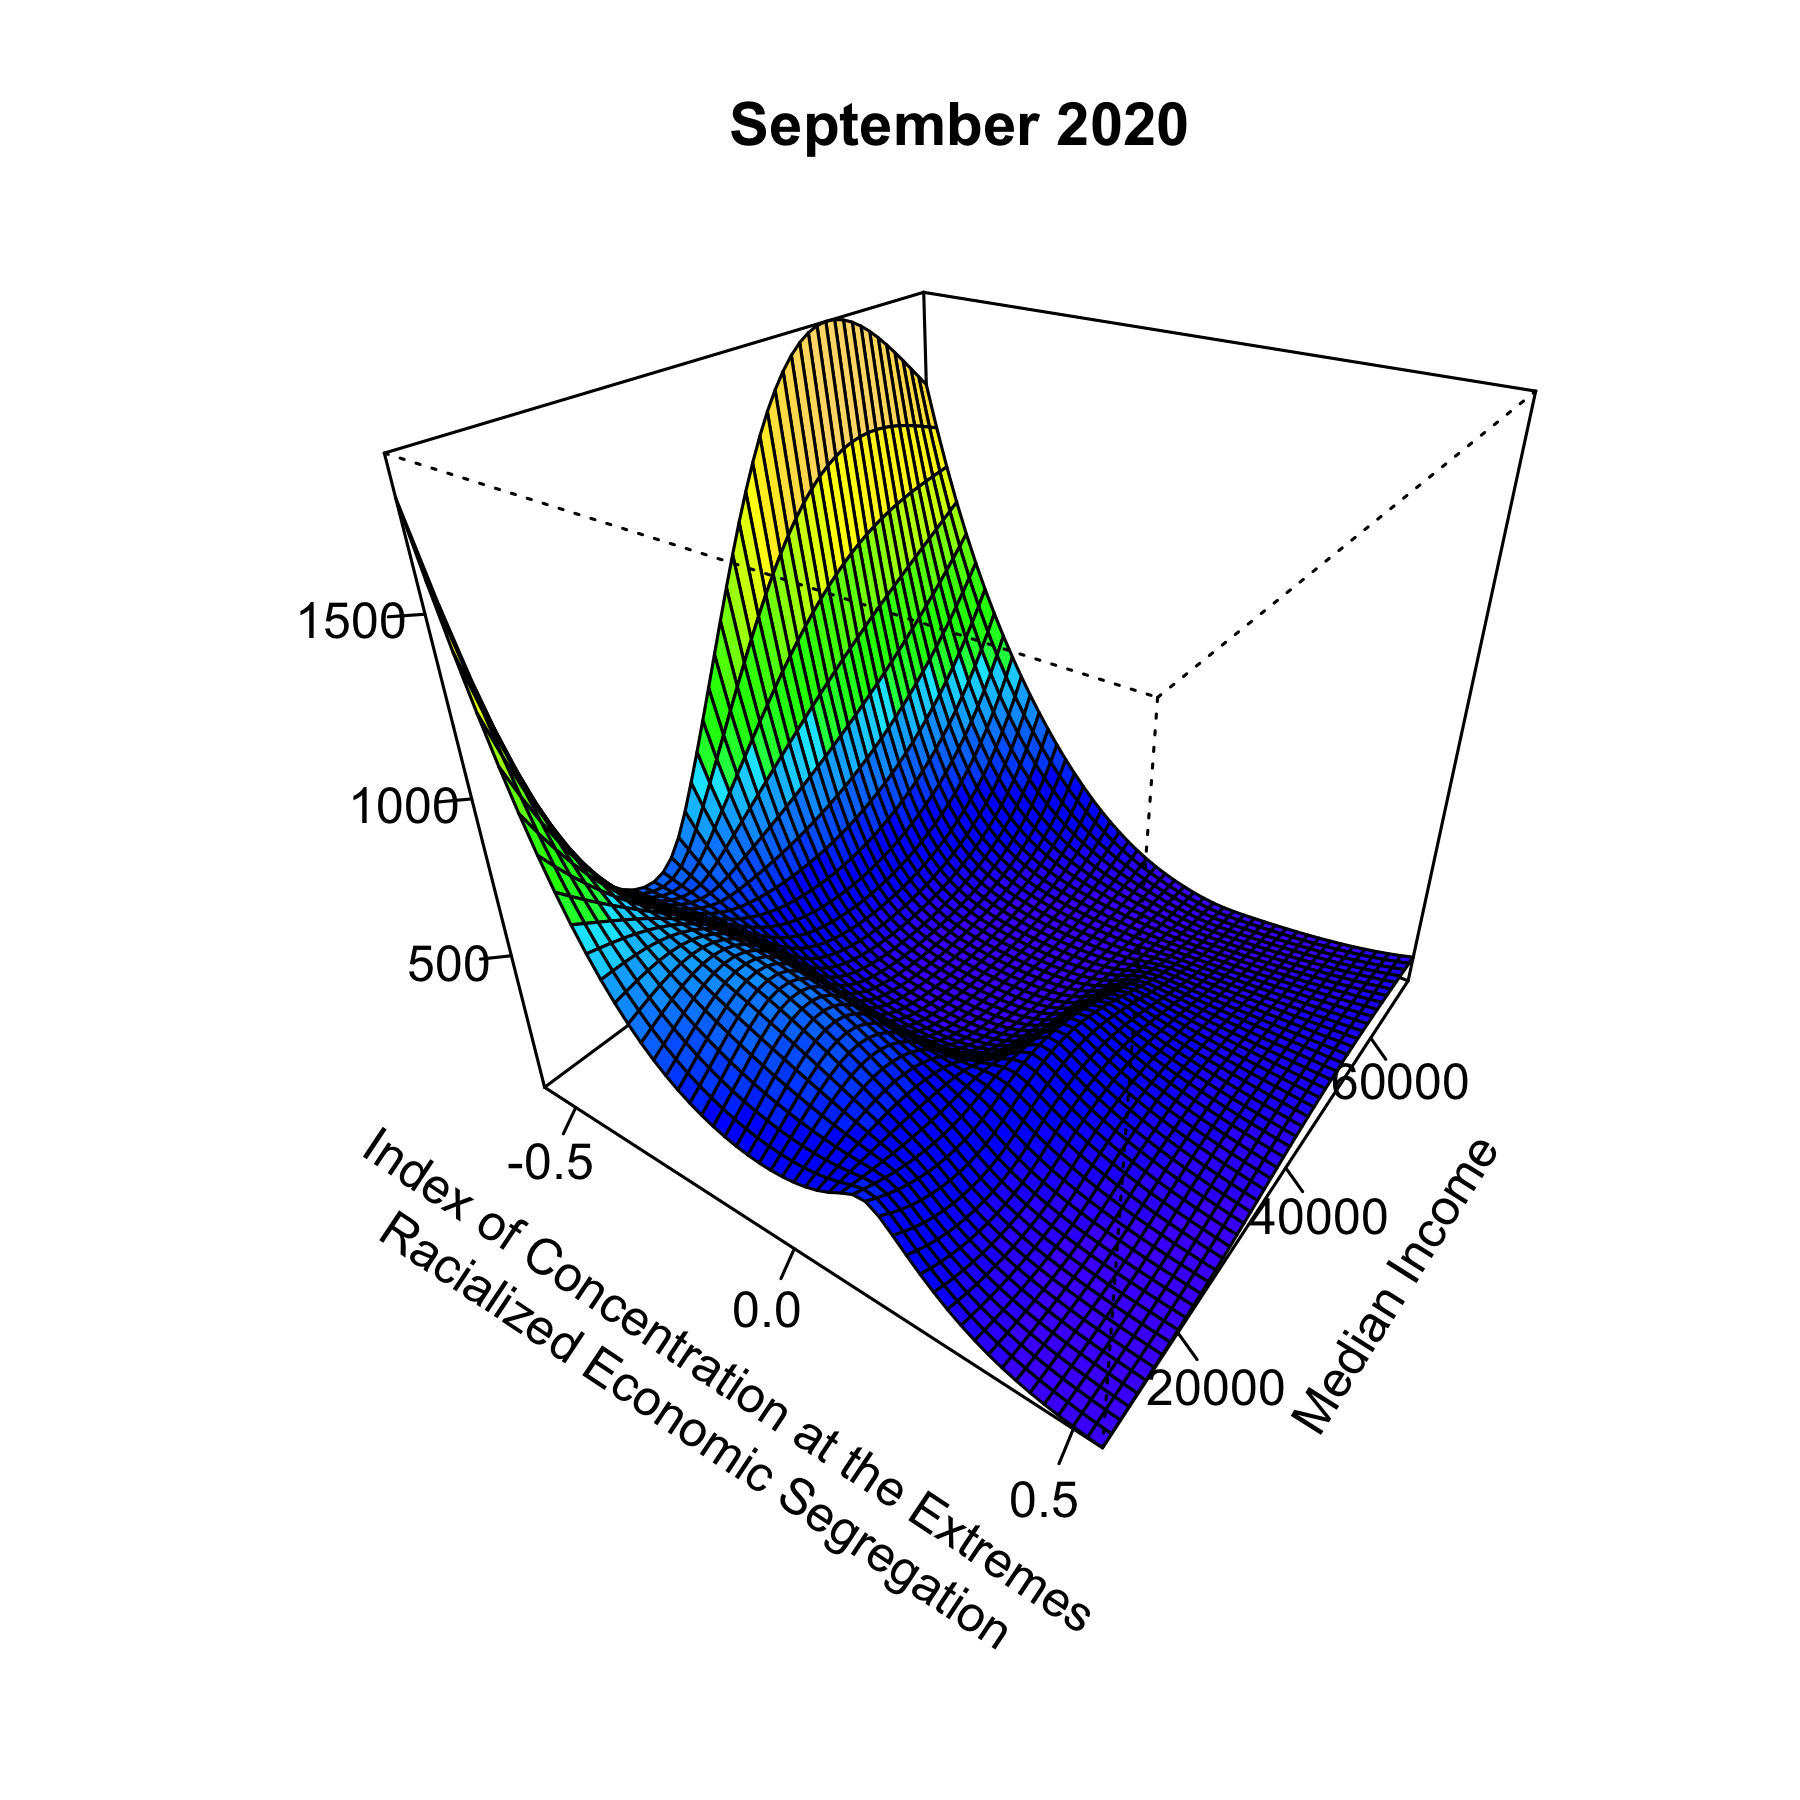 September 2020
1500
1000
500
-0.5
0.0
0.5
Index of Concentration at the Extremes
Racialized Economic Segregation
20000
40000
60000
Median Income